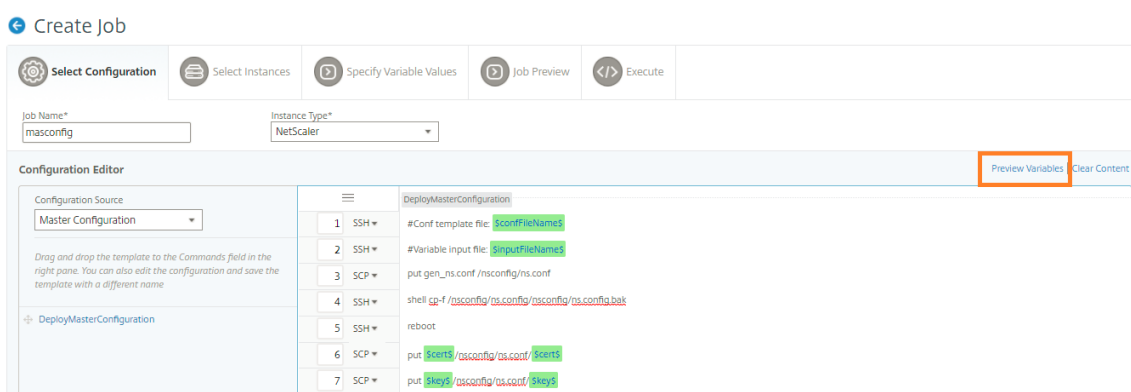 Create Job
Select Configuration Select Instances Specify Variable Values Job Preview Execute
Job Name* Instance Type*
masconfig NetScaler
Configuration Editor Preview Variables Clear Content
Configuration Source
Master Configuration
Drag and drop the template to the Commands field in the
right pane. You can also edit the configuration and save the
template with a different name
DeployMasterConfiguration
DeployMasterConfiguration
1 SSH #Conf template file: $confFileName$
2 SSH #Variable input file: $inputFileName$
3 SCP put gen_ns.conf /nsconfig/ns.conf
4 SSH shell cp-f /nsconfig/ns.config/nsconfig/ns.config.bak
5 SSH reboot
6 SCP put $cert$ /nsconfig/ns.conf/ $cert$
7 SCP put $key$ /nsconfig/ns.conf/ $key$